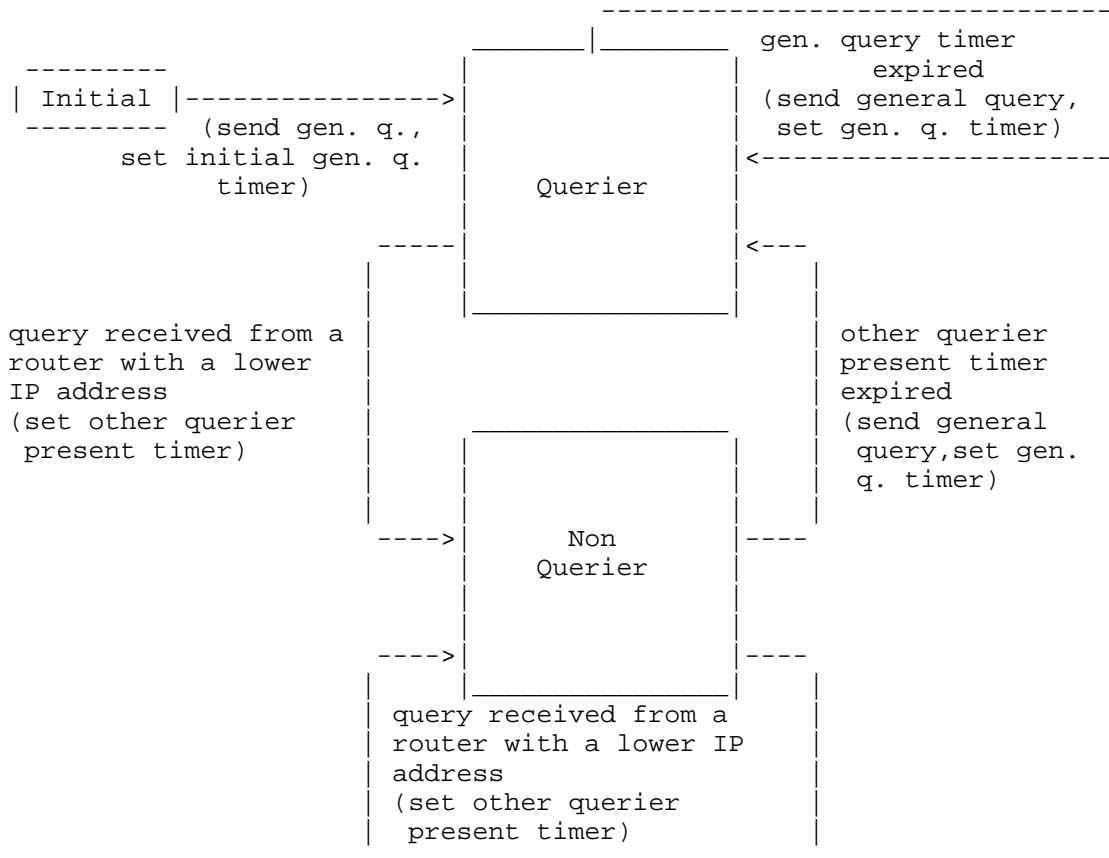 gen. query timer
expired
(send general query,
set gen. q. timer)
Initial
(send gen. q.,
set initial gen. q.
timer)
Querier
query received from a
router with a lower
IP address
(set other querier
present timer)
other querier
present timer
expired
(send general
query,set gen.
q. timer)
Non
Querier
query received from a
router with a lower IP
address
(set other querier
present timer)